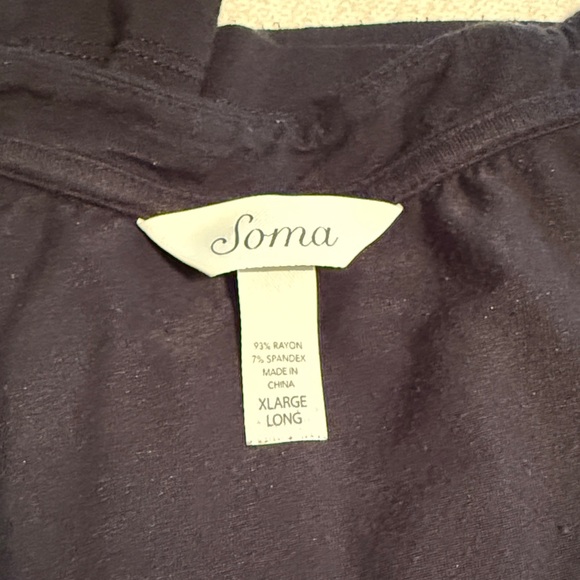 Soma
93% RAYON
7% SPANDEX
MADE IN
CHINA
XLARGE
LONG